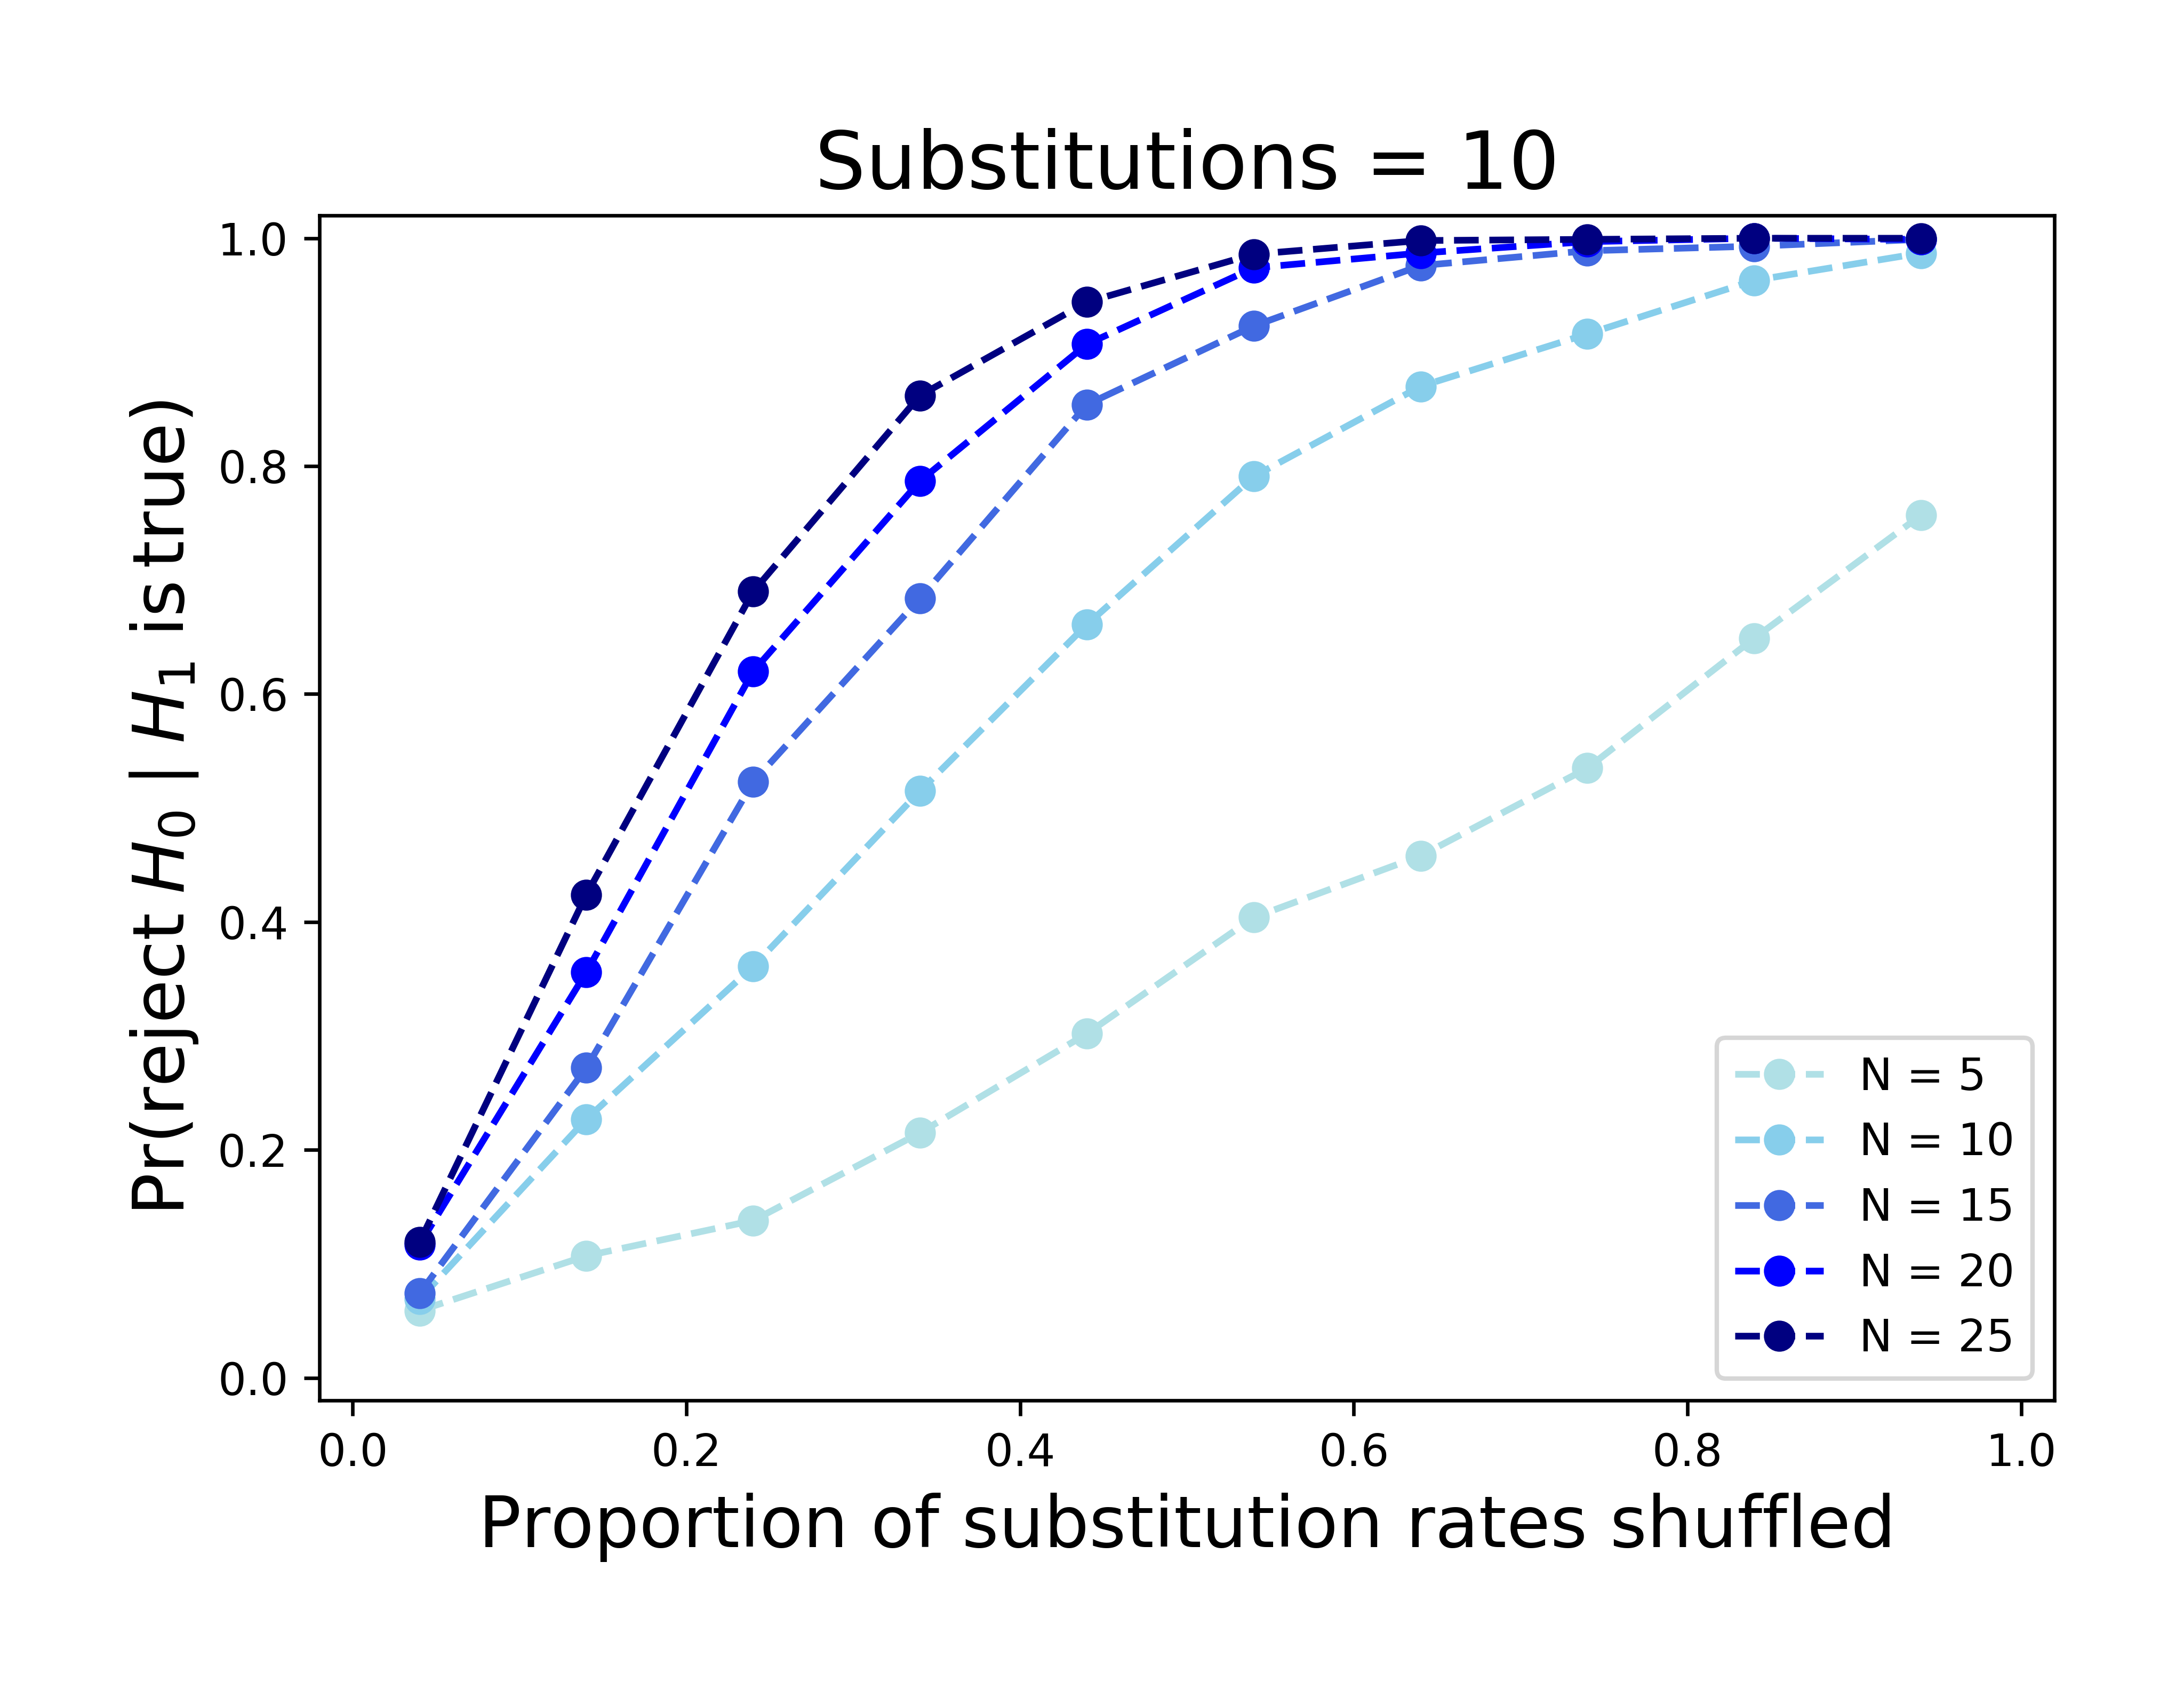 Substitutions = 10
Pr(reject H₀ | H₁ is true)
1.0
0.8
0.6
0.4
0.2
0.0
0.0 0.2 0.4 0.6 0.8 1.0
Proportion of substitution rates shuffled
N = 5
N = 10
N = 15
N = 20
N = 25